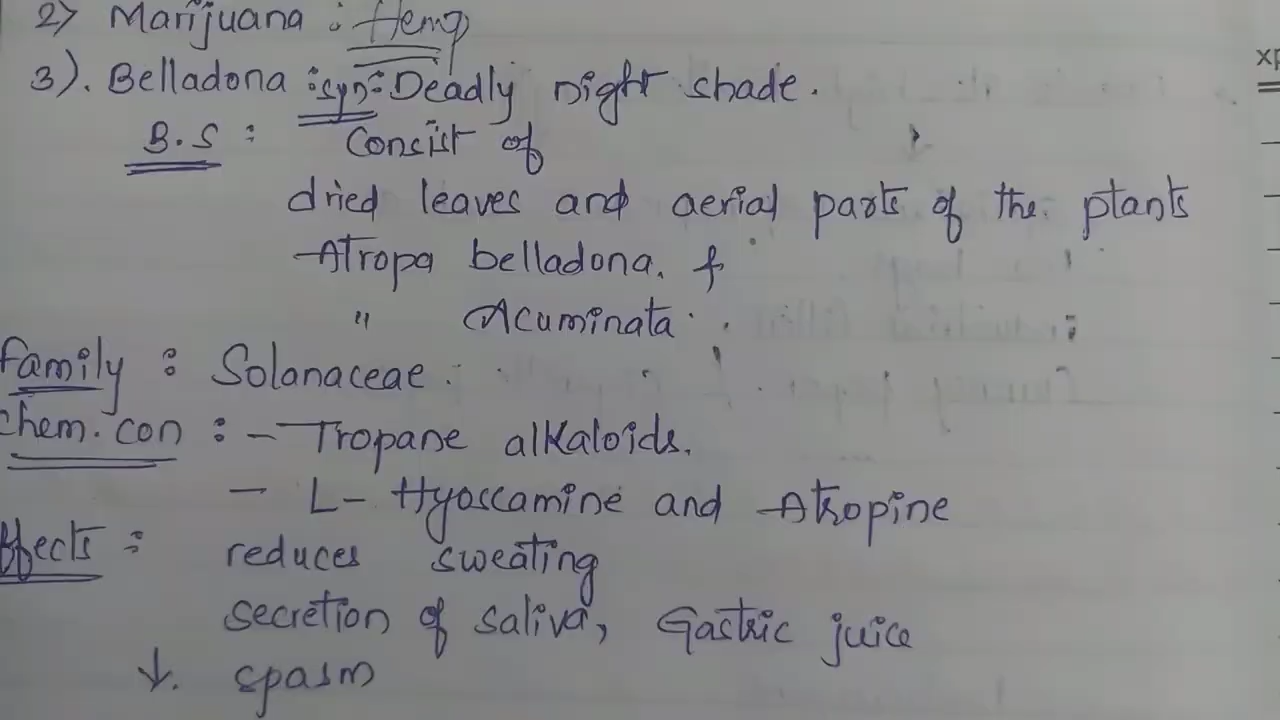 2) Marijuana : Hemp
3). Belladona : syn : Deadly night shade.
B.S : Consist of
dried leaves and aerial parts of the plants
Atropa belladona. &
" Acuminata.
Family : Solanaceae.
chem. con : - Tropane alkaloids.
- L- Hyoscamine and Atropine
Effects : reduces sweating
secretion of saliva, Gastric juice
↓. spasm